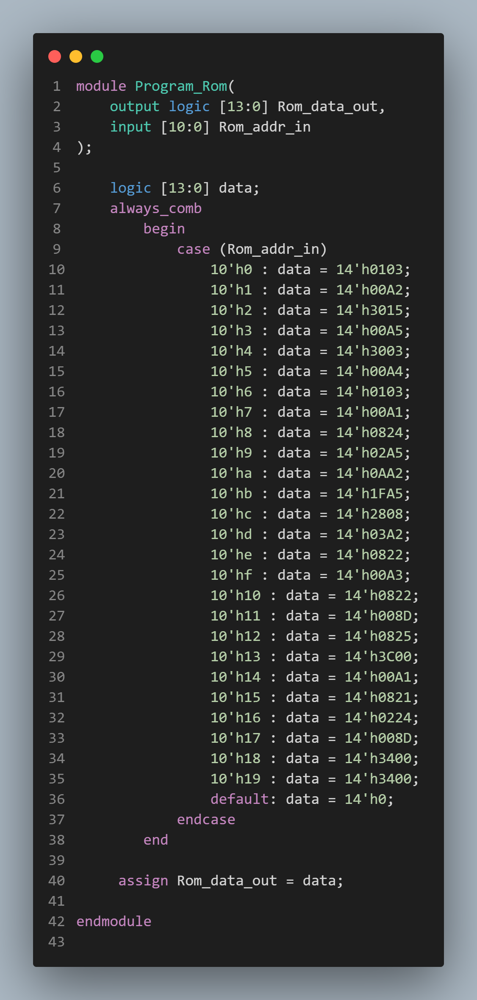 1 module Program_Rom(
2     output logic [13:0] Rom_data_out,
3     input [10:0] Rom_addr_in
4 );
5
6     logic [13:0] data;
7     always_comb
8         begin
9             case (Rom_addr_in)
10                 10'h0 : data = 14'h0103;
11                 10'h1 : data = 14'h00A2;
12                 10'h2 : data = 14'h3015;
13                 10'h3 : data = 14'h00A5;
14                 10'h4 : data = 14'h3003;
15                 10'h5 : data = 14'h00A4;
16                 10'h6 : data = 14'h0103;
17                 10'h7 : data = 14'h00A1;
18                 10'h8 : data = 14'h0824;
19                 10'h9 : data = 14'h02A5;
20                 10'ha : data = 14'h0AA2;
21                 10'hb : data = 14'h1FA5;
22                 10'hc : data = 14'h2808;
23                 10'hd : data = 14'h03A2;
24                 10'he : data = 14'h0822;
25                 10'hf : data = 14'h00A3;
26                 10'h10 : data = 14'h0822;
27                 10'h11 : data = 14'h008D;
28                 10'h12 : data = 14'h0825;
29                 10'h13 : data = 14'h3C00;
30                 10'h14 : data = 14'h00A1;
31                 10'h15 : data = 14'h0821;
32                 10'h16 : data = 14'h0224;
33                 10'h17 : data = 14'h008D;
34                 10'h18 : data = 14'h3400;
35                 10'h19 : data = 14'h3400;
36                 default: data = 14'h0;
37             endcase
38         end
39
40      assign Rom_data_out = data;
41
42 endmodule
43